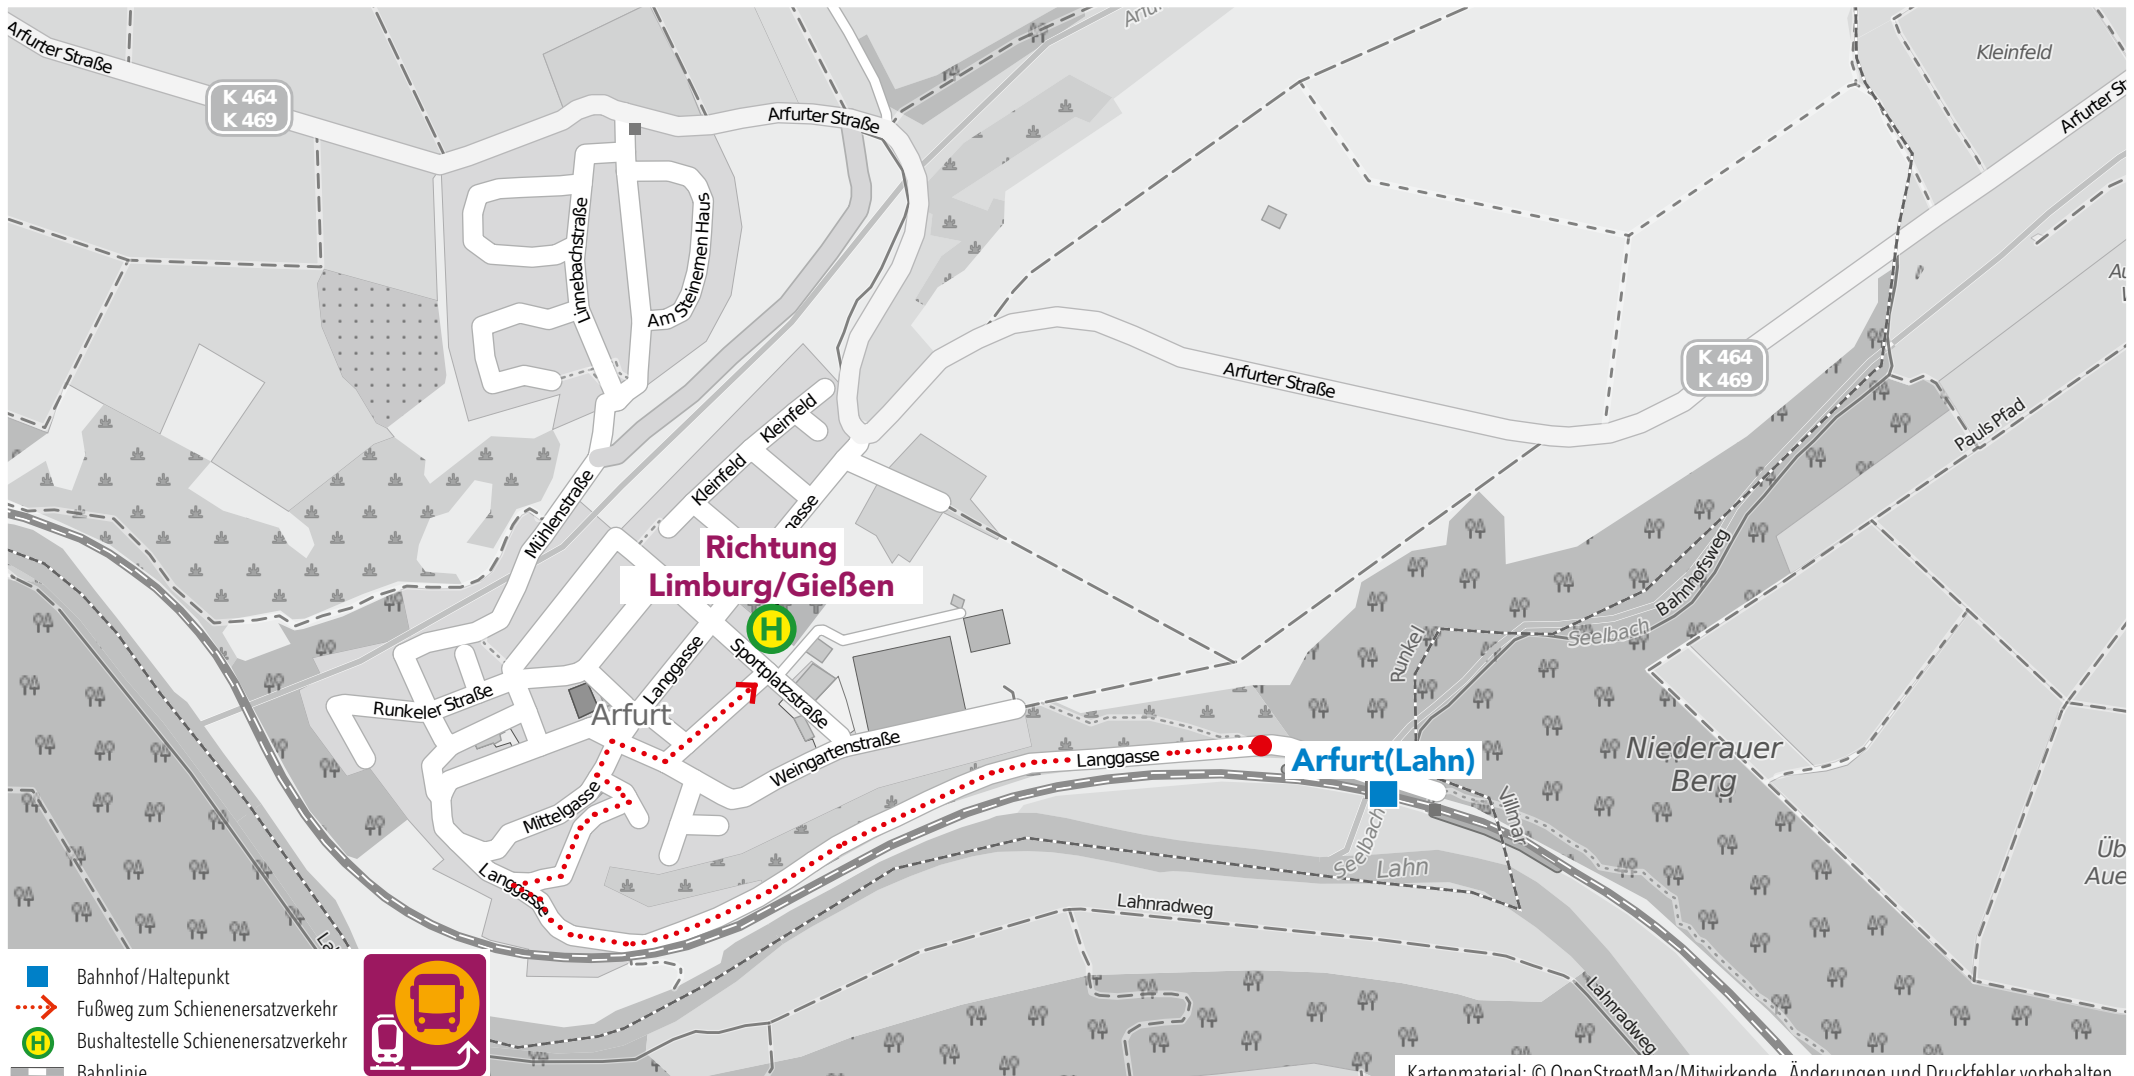 Arfurter Straße
K 464
K 469
Arfurter Straße
Kleinfeld
Linnebachstraße
Am Steinernen Haus
Arfurter Straße
K 464
K 469
Kleinfeld
Kleinfeld
Pauls Pfad
Mühlenstraße
gasse
Richtung
Limburg/Gießen
H
Bahnhofsweg
Seelbach
Runkel
Langgasse
Sportplatzstraße
Runkeler Straße
Arfurt
Weingartenstraße
Langgasse
Arfurt(Lahn)
Niederauer
Berg
Mittelgasse
Villmar
Seelbach
Lahn
Langgasse
Lahnradweg
Lahnradweg
Bahnhof/Haltepunkt
Fußweg zum Schienenersatzverkehr
H Bushaltestelle Schienenersatzverkehr
Bahnlinie
Kartenmaterial: © OpenStreetMap/Mitwirkende, Änderungen und Druckfehler vorbehalten